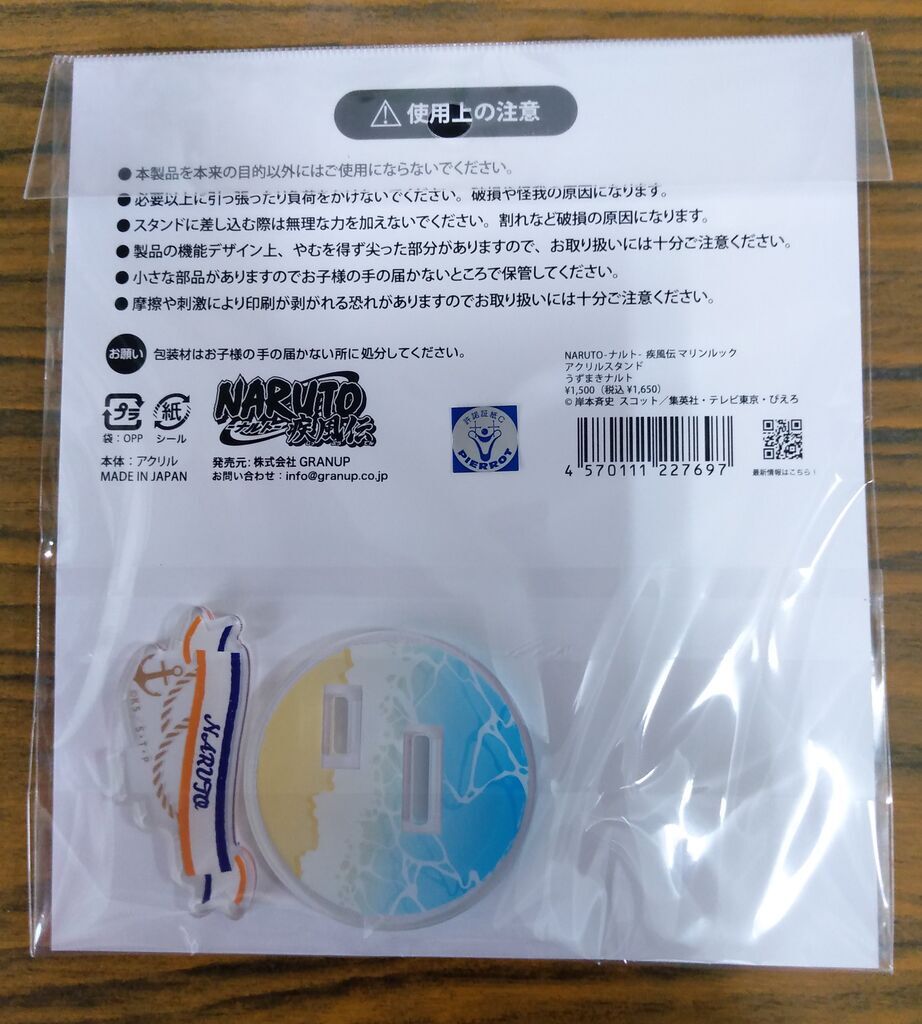 使用上の注意
●本製品を本来の目的以外にはご使用にならないでください。
●必要以上に引っ張ったり負荷をかけないでください。破損や怪我の原因になります。
●スタンドに差し込む際は無理な力を加えないでください。割れなど破損の原因になります。
●製品の機能デザイン上、やむを得ず尖った部分がありますので、お取り扱いには十分ご注意ください。
●小さな部品がありますのでお子様の手の届かないところで保管してください。
●摩擦や刺激により印刷が剥がれる恐れがありますのでお取り扱いには十分ご注意ください。
お願い 包装材はお子様の手の届かない所に処分してください。
プラ
袋：OPP
紙
シール
本体：アクリル
MADE IN JAPAN
NARUTO
-ナルト-
疾風伝
発売元：株式会社 GRANUP
お問い合わせ：info@granup.co.jp
許諾証紙C
PIERROT
NARUTO-ナルト- 疾風伝 マリンルック
アクリルスタンド
うずまきナルト
¥1,500（税込 ¥1,650）
© 岸本斉史 スコット／集英社・テレビ東京・ぴえろ
4 570111 227697
最新情報はこちら！
NARUTO
©KS S・T・P